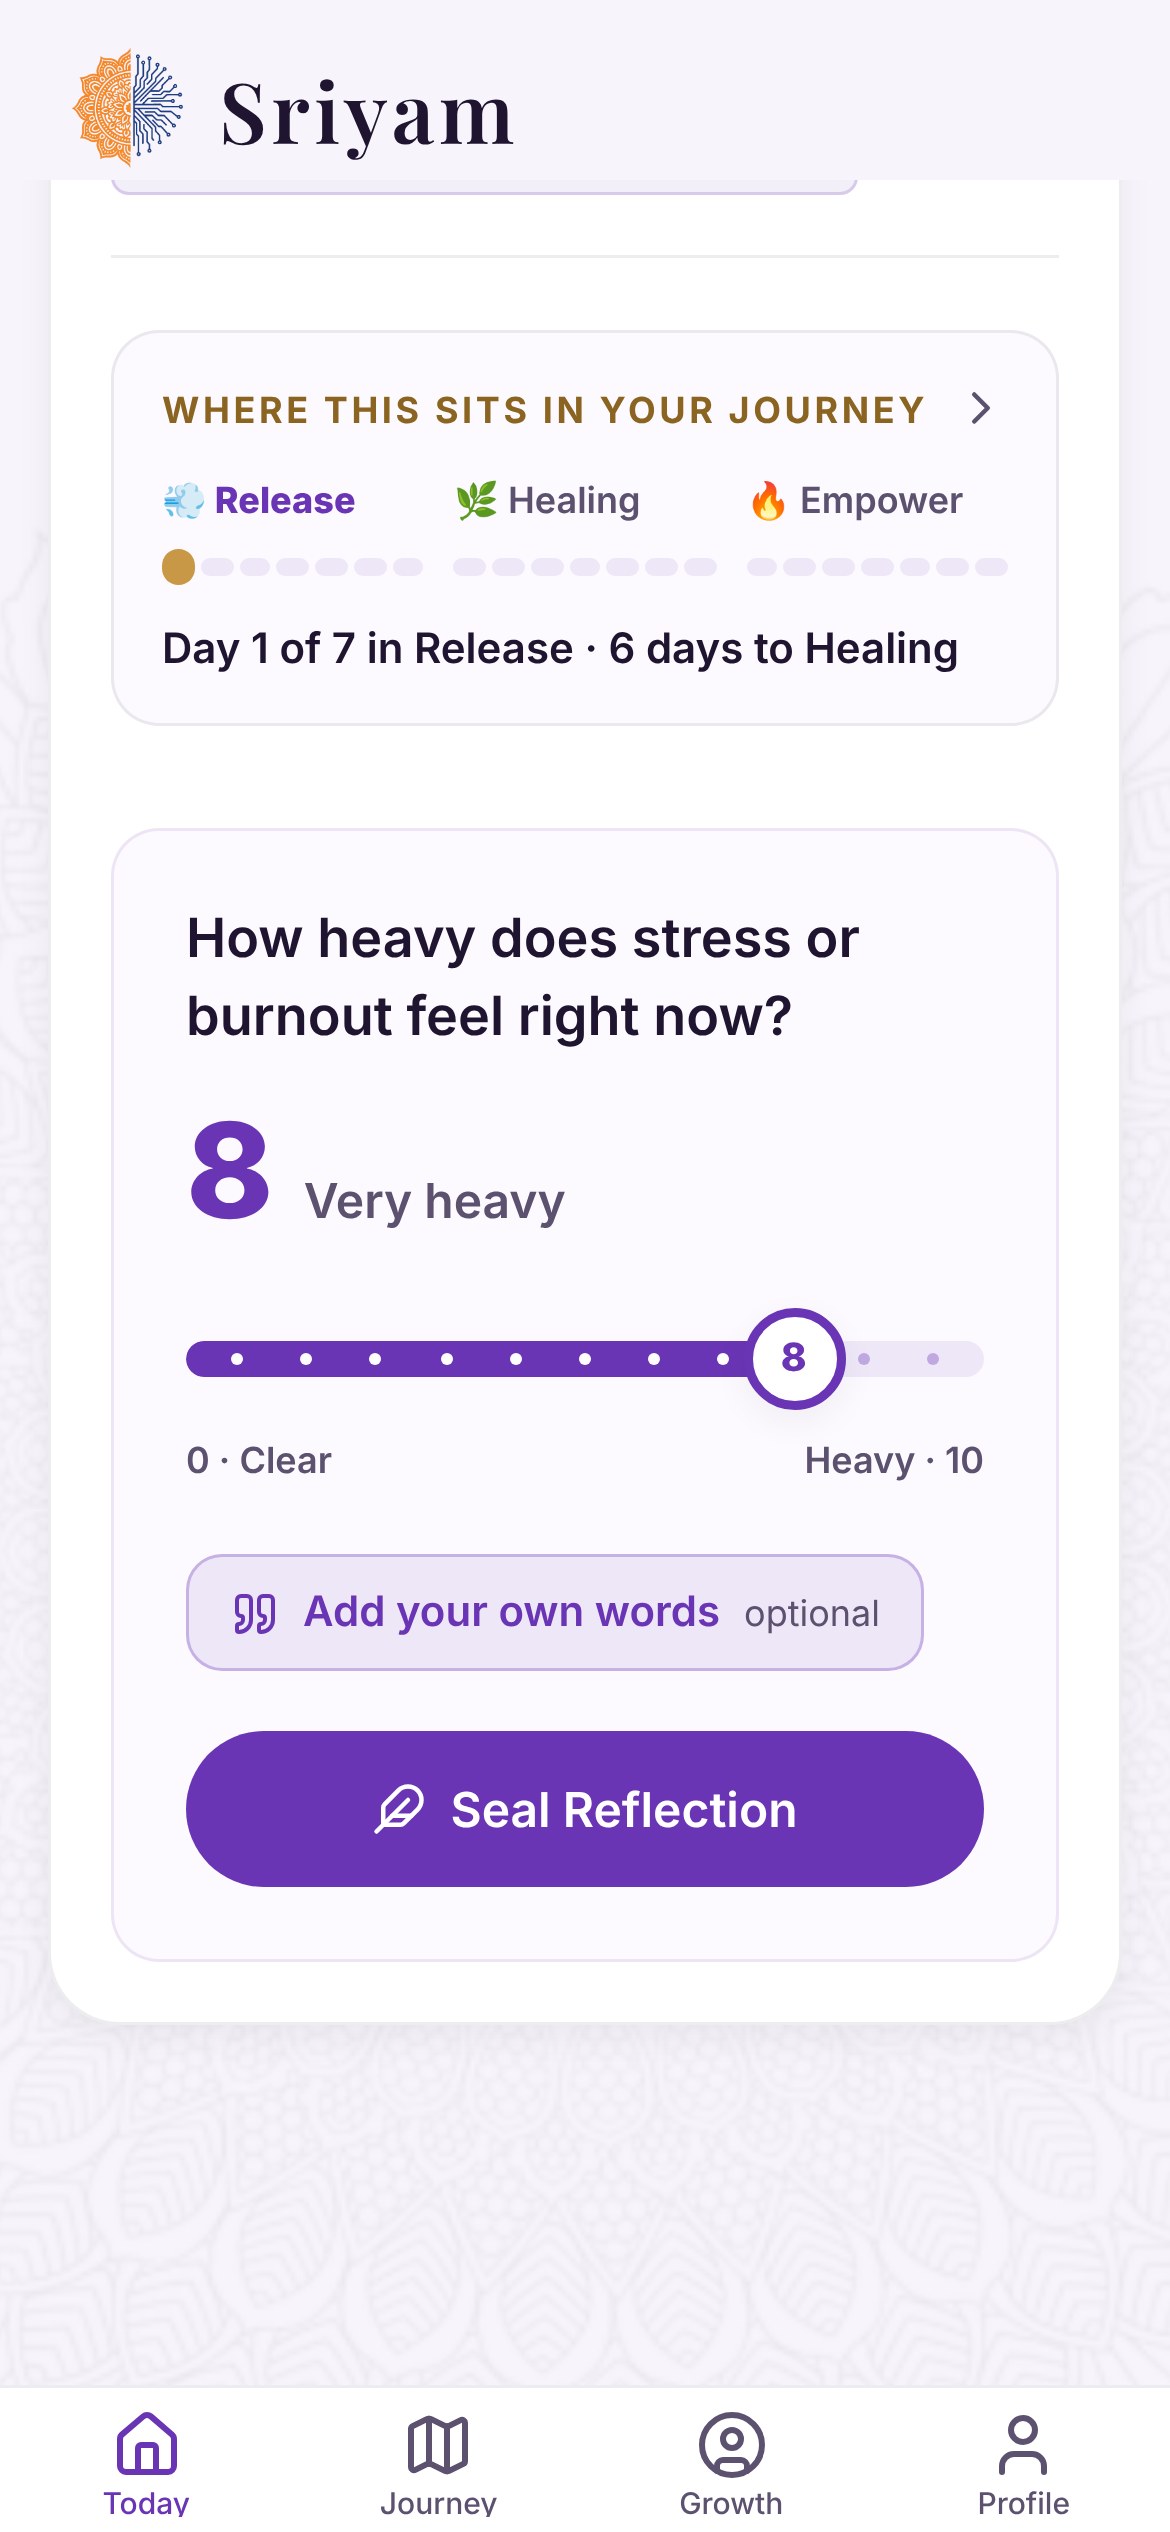 Sriyam
WHERE THIS SITS IN YOUR JOURNEY
Release
Healing
Empower
Day 1 of 7 in Release · 6 days to Healing
How heavy does stress or
burnout feel right now?
8 Very heavy
8
0 · Clear
Heavy · 10
Add your own words optional
Seal Reflection
Today
Journey
Growth
Profile